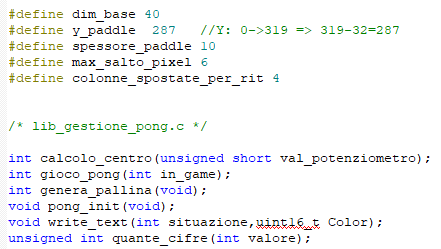 #define dim_base 40
#define y_paddle  287   //Y: 0->319 => 319-32=287
#define spessore_paddle 10
#define max_salto_pixel 6
#define colonne_spostate_per_rit 4
/* lib_gestione_pong.c */
int calcolo_centro(unsigned short val_potenziometro);
int gioco_pong(int in_game);
int genera_pallina(void);
void pong_init(void);
void write_text(int situazione,uint16_t Color);
unsigned int quante_cifre(int valore);